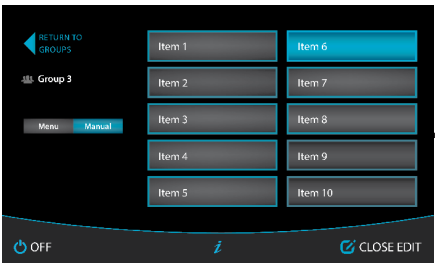 RETURN TO
GROUPS
Group 3
Menu Manual
Item 1
Item 2
Item 3
Item 4
Item 5
Item 6
Item 7
Item 8
Item 9
Item 10
OFF
i
CLOSE EDIT